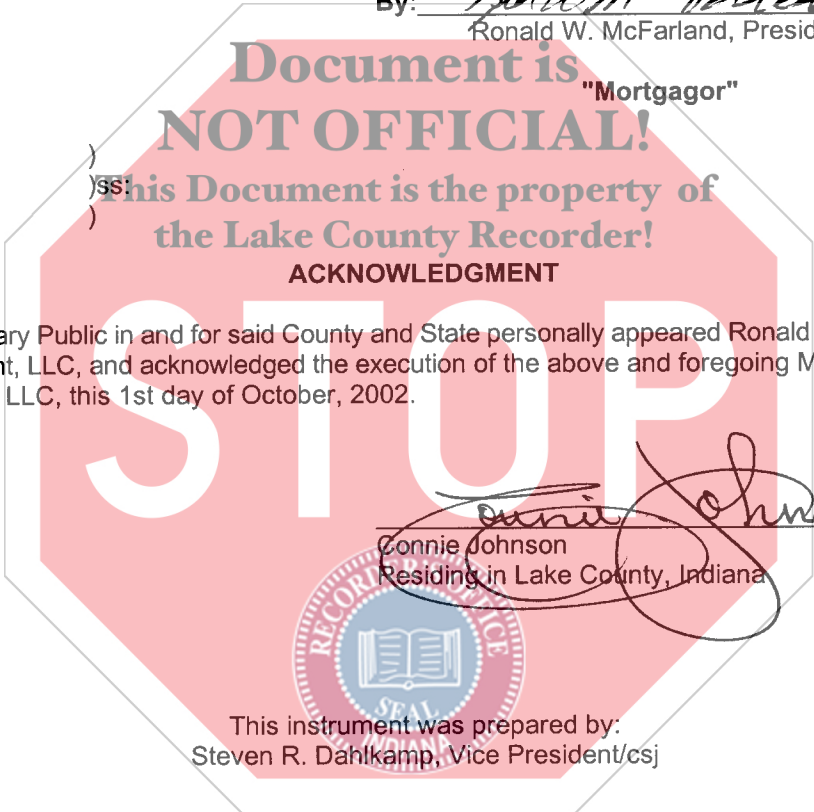 By:
Ronald W. McFarland, Presid
"Mortgagor"
Document is
NOT OFFICIAL!
This Document is the property of
the Lake County Recorder!
)
)ss:
)
ACKNOWLEDGMENT
ary Public in and for said County and State personally appeared Ronald
nt, LLC, and acknowledged the execution of the above and foregoing M
LLC, this 1st day of October, 2002.
STOP
Connie John
Connie Johnson
Residing in Lake County, Indiana
RECORDER'S OFFICE
SEAL
INDIANA
This instrument was prepared by:
Steven R. Dahlkamp, Vice President/csj